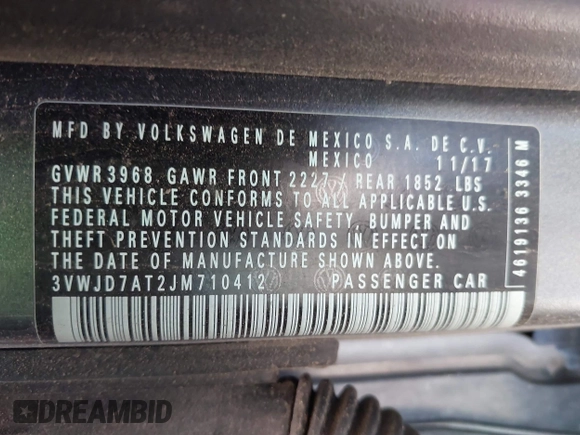 MFD BY VOLKSWAGEN DE MEXICO S.A. DE C.V.
MEXICO 11/17
GVWR 3968 GAWR FRONT 2227 REAR 1852 LBS
THIS VEHICLE CONFORMS TO ALL APPLICABLE U.S.
FEDERAL MOTOR VEHICLE SAFETY, BUMPER AND
THEFT PREVENTION STANDARDS IN EFFECT ON
THE DATE OF MANUFACTURE SHOWN ABOVE.
3VWJD7AT2JM710412 PASSENGER CAR
4619136 3346 M
DREAMBID